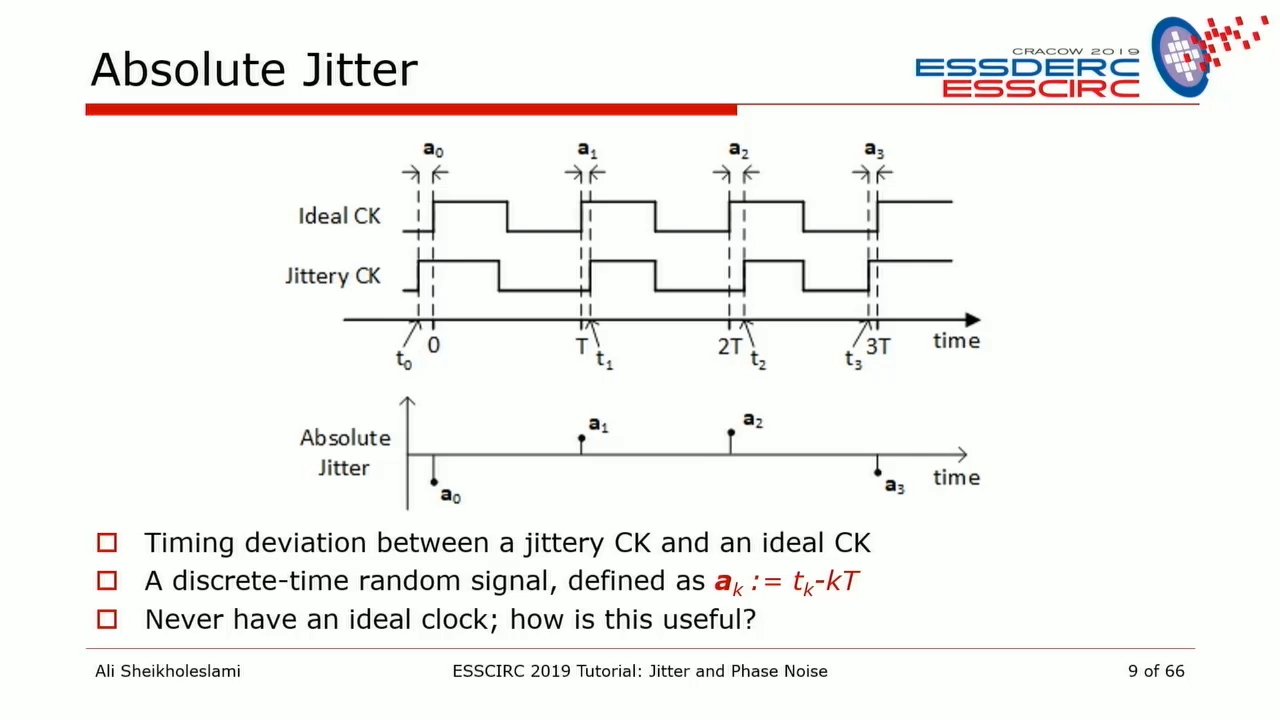 Absolute Jitter
CRACOW 2019
ESSDERC
ESSCIRC
a0 a1 a2 a3
Ideal CK
Jittery CK
t0 0 T t1 2T t2 t3 3T time
Absolute
Jitter
a0 a1 a2 a3 time
Timing deviation between a jittery CK and an ideal CK
A discrete-time random signal, defined as ak := tk-kT
Never have an ideal clock; how is this useful?
Ali Sheikholeslami ESSCIRC 2019 Tutorial: Jitter and Phase Noise 9 of 66